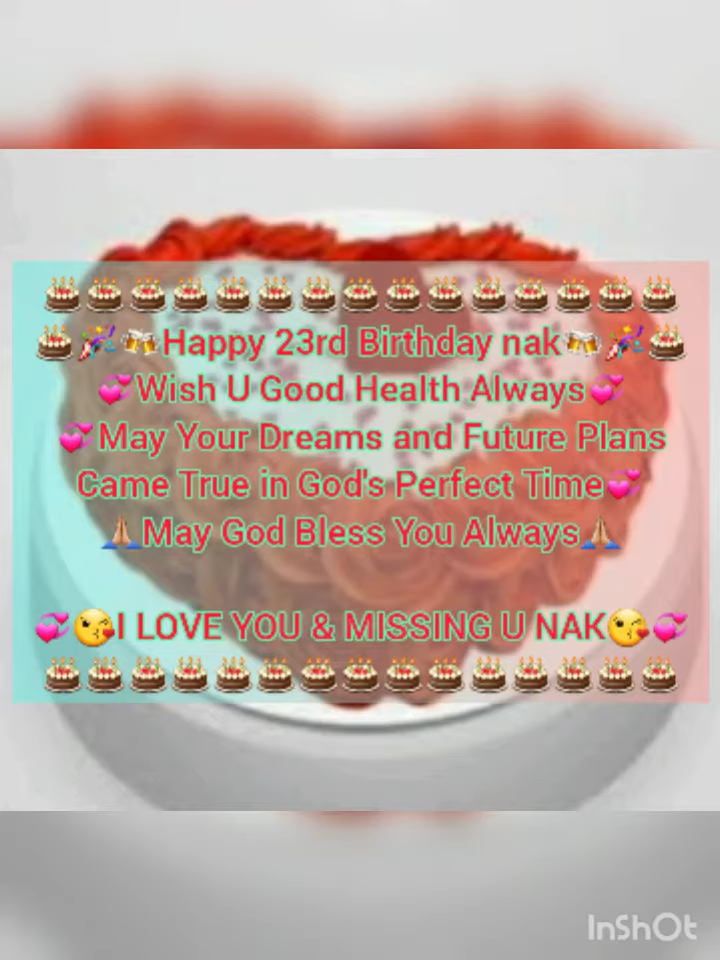 🎂🎂🎂🎂🎂🎂🎂🎂🎂🎂🎂🎂🎂🎂🎂
🎂🎉🍻Happy 23rd Birthday nak🍻🎉🎂
💞Wish U Good Health Always💞
💞May Your Dreams and Future Plans
Came True in God's Perfect Time💞
🙏May God Bless You Always🙏
💞😘I LOVE YOU & MISSING U NAK😘💞
🎂🎂🎂🎂🎂🎂🎂🎂🎂🎂🎂🎂🎂🎂🎂
InShOt